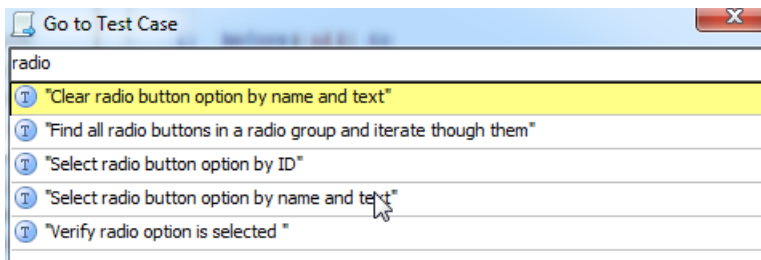 Go to Test Case
radio
"Clear radio button option by name and text"
"Find all radio buttons in a radio group and iterate though them"
"Select radio button option by ID"
"Select radio button option by name and text"
"Verify radio option is selected "